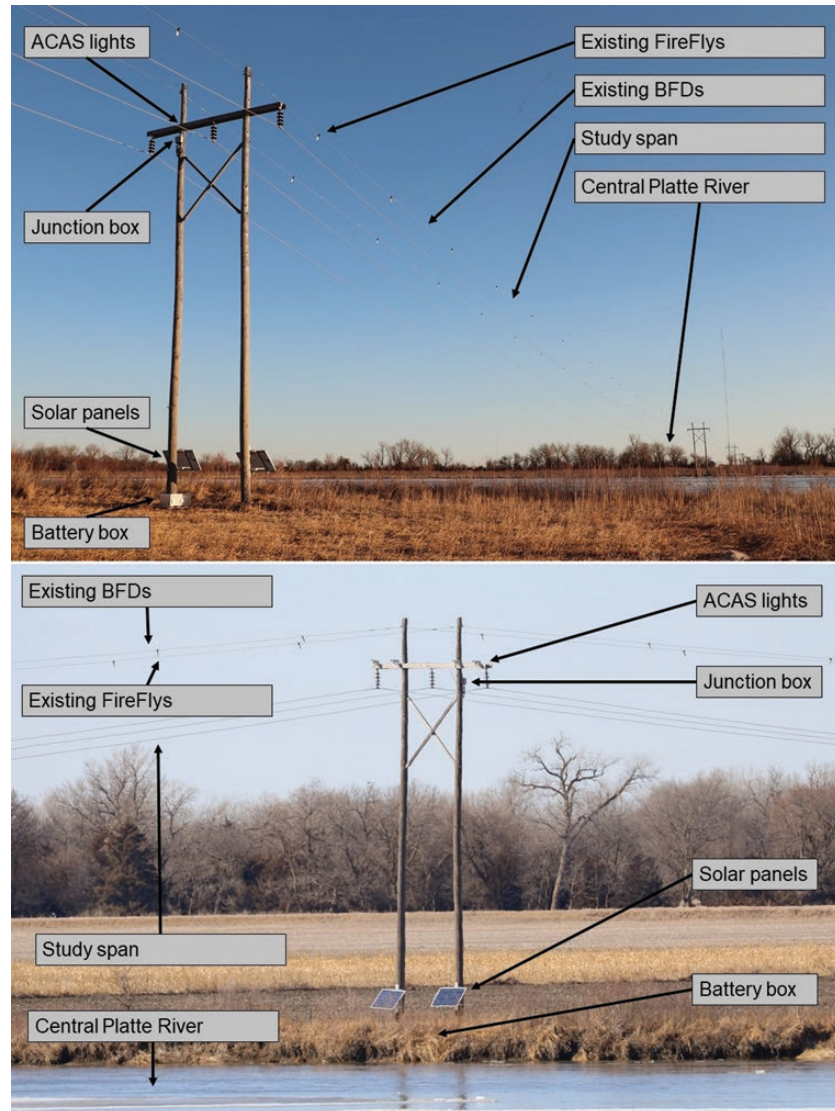 ACAS lights
Existing FireFlys
Existing BFDs
Study span
Central Platte River
Junction box
Solar panels
Battery box
Existing BFDs
ACAS lights
Existing FireFlys
Junction box
Solar panels
Study span
Battery box
Central Platte River